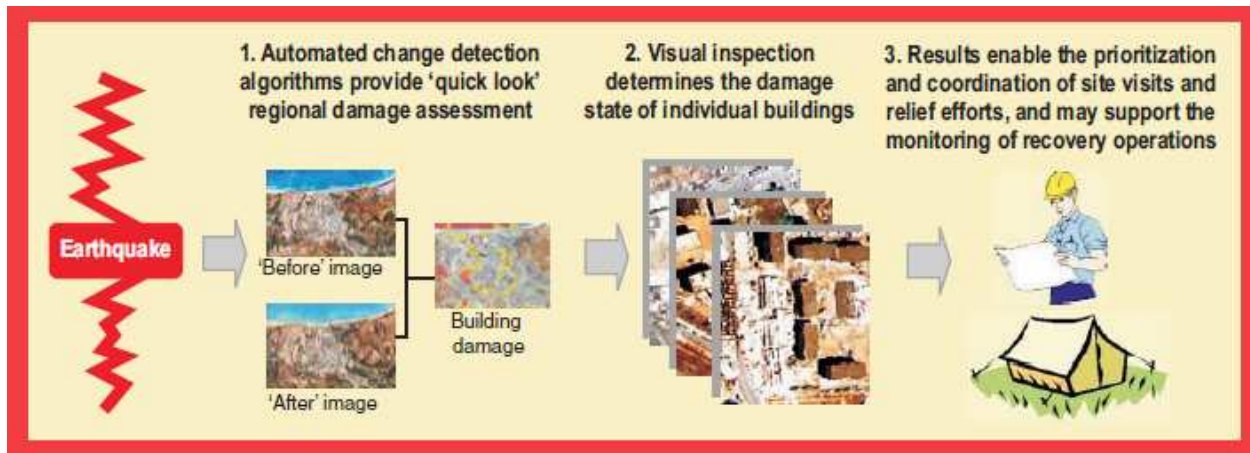 1. Automated change detection
algorithms provide ‘quick look’
regional damage assessment
2. Visual inspection
determines the damage
state of individual buildings
3. Results enable the prioritization
and coordination of site visits and
relief efforts, and may support the
monitoring of recovery operations
Earthquake
‘Before’ image
Building
damage
‘After’ image